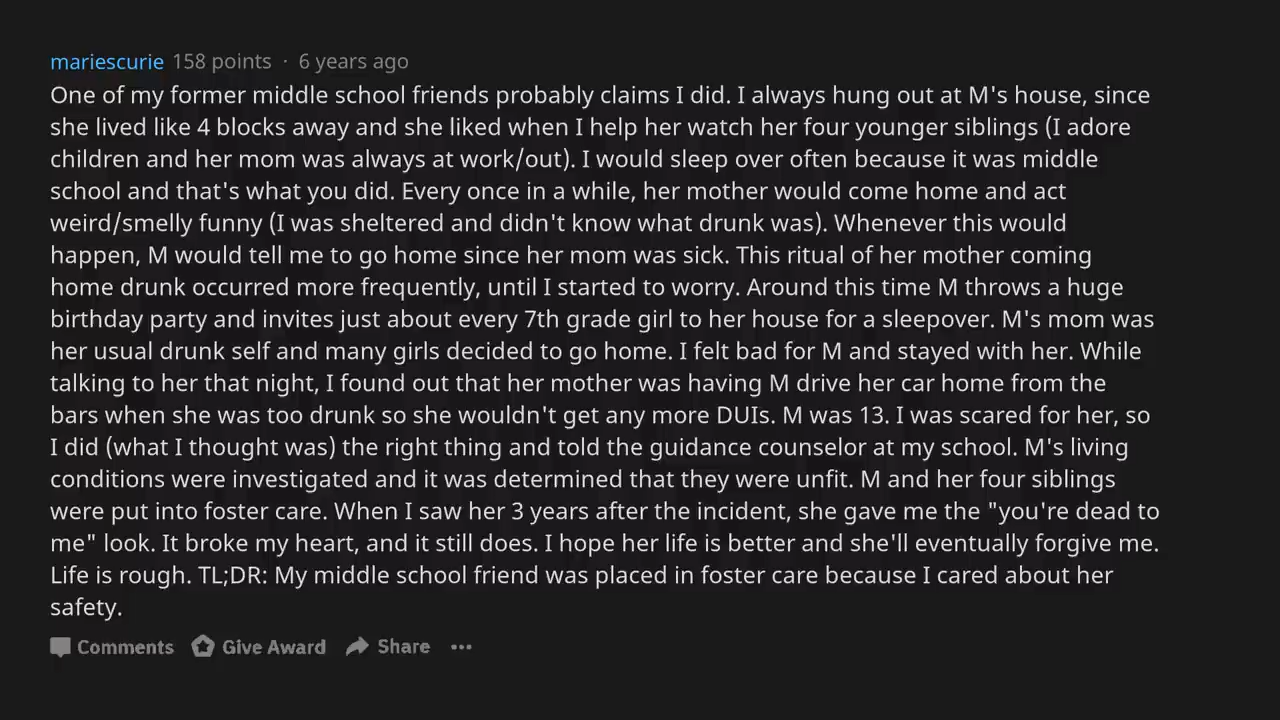 mariescurie 158 points · 6 years ago
One of my former middle school friends probably claims I did. I always hung out at M's house, since
she lived like 4 blocks away and she liked when I help her watch her four younger siblings (I adore
children and her mom was always at work/out). I would sleep over often because it was middle
school and that's what you did. Every once in a while, her mother would come home and act
weird/smelly funny (I was sheltered and didn't know what drunk was). Whenever this would
happen, M would tell me to go home since her mom was sick. This ritual of her mother coming
home drunk occurred more frequently, until I started to worry. Around this time M throws a huge
birthday party and invites just about every 7th grade girl to her house for a sleepover. M's mom was
her usual drunk self and many girls decided to go home. I felt bad for M and stayed with her. While
talking to her that night, I found out that her mother was having M drive her car home from the
bars when she was too drunk so she wouldn't get any more DUIs. M was 13. I was scared for her, so
I did (what I thought was) the right thing and told the guidance counselor at my school. M's living
conditions were investigated and it was determined that they were unfit. M and her four siblings
were put into foster care. When I saw her 3 years after the incident, she gave me the "you're dead to
me" look. It broke my heart, and it still does. I hope her life is better and she'll eventually forgive me.
Life is rough. TL;DR: My middle school friend was placed in foster care because I cared about her
safety.
Comments Give Award Share